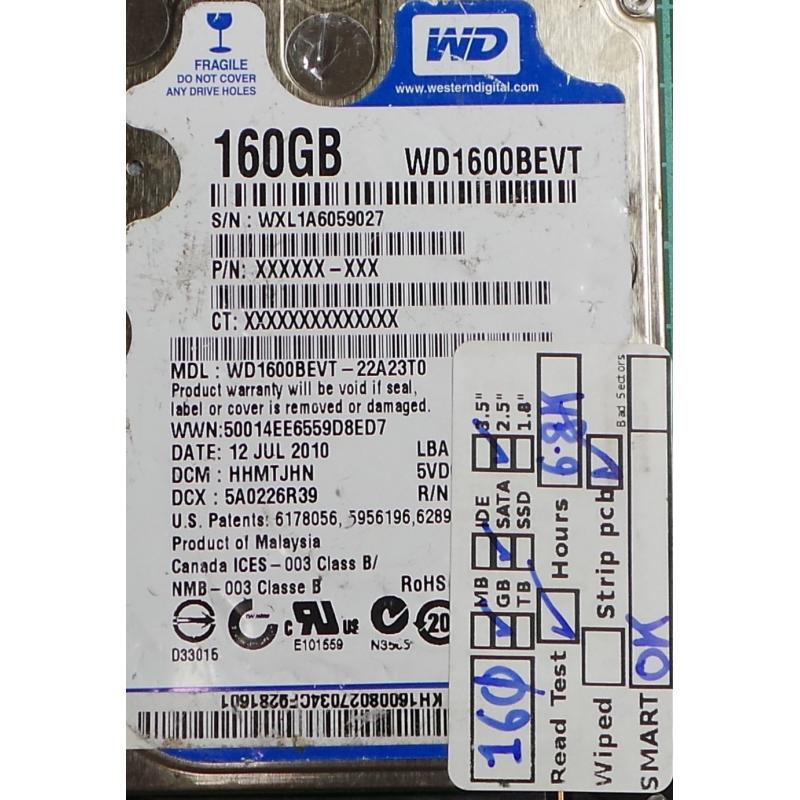 FRAGILE
DO NOT COVER
ANY DRIVE HOLES
WD
www.westerndigital.com
160GB WD1600BEVT
S/N : WXL1A6059027
P/N: XXXXXX-XXX
CT: XXXXXXXXXXXXXX
MDL : WD1600BEVT-22A23T0
Product warranty will be void if seal,
label or cover is removed or damaged.
WWN:50014EE6559D8ED7
DATE: 12 JUL 2010 LBA
DCM : HHMTJHN 5VD
DCX : 5A0226R39 R/N
U.S. Patents: 6178056, 5956196,6289
Product of Malaysia
Canada ICES-003 Class B/
NMB-003 Classe B RoHS
c UR us 20
D33015 E101559
160 MB IDE 3.5"
GB SATA 2.5"
TB SSD 1.8"
Read Test Hours 6.8K
Wiped Strip pcb
Bad Sectors
SMART OK